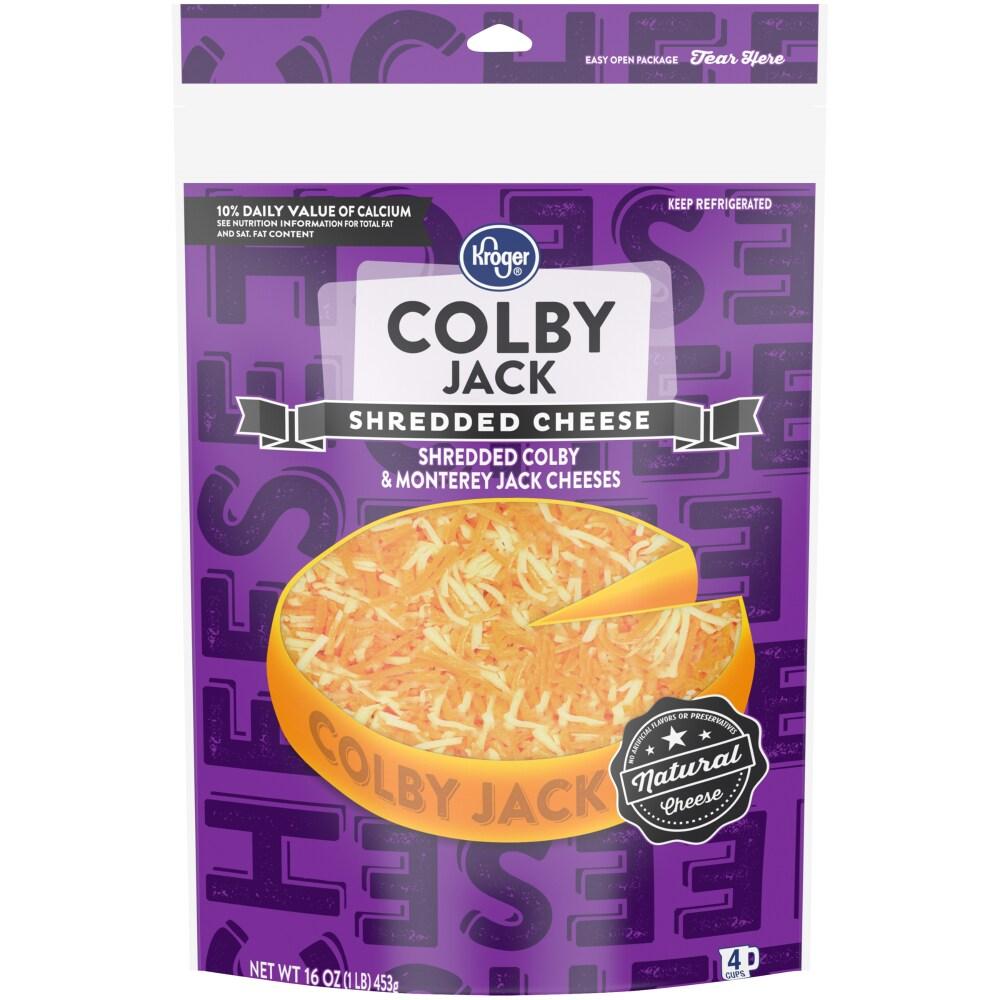 EASY OPEN PACKAGE Tear Here
10% DAILY VALUE OF CALCIUM
SEE NUTRITION INFORMATION FOR TOTAL FAT
AND SAT. FAT CONTENT
KEEP REFRIGERATED
Kroger®
COLBY
JACK
SHREDDED CHEESE
SHREDDED COLBY
& MONTEREY JACK CHEESES
COLBY JACK
NO ARTIFICIAL FLAVORS OR PRESERVATIVES
Natural
Cheese
NET WT 16 OZ (1 LB) 453g
4
CUPS